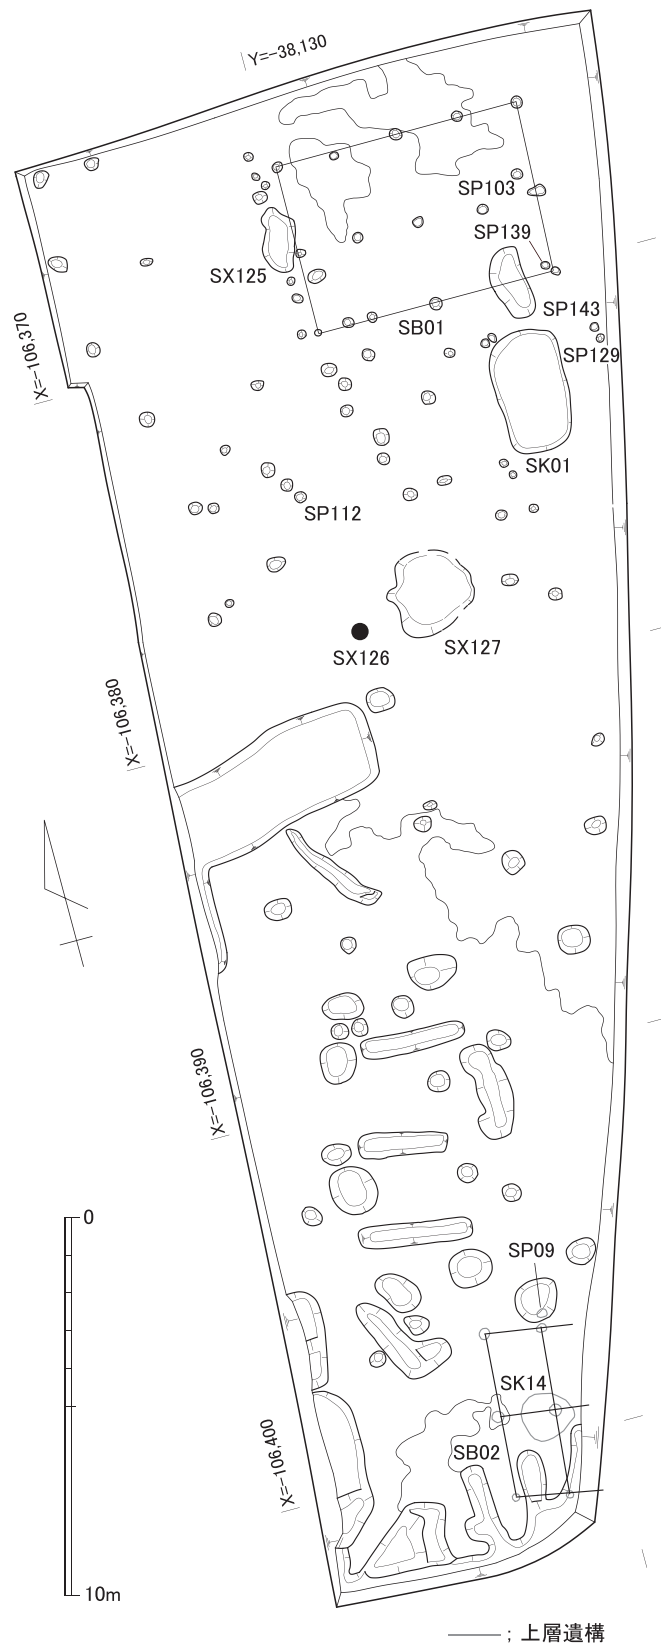 Y=-38,130
SP103
SP139
SX125
SP143
SB01
X=-106,370
SP129
SK01
SP112
SX126
SX127
X=-106,380
X=-106,390
0
SP09
SK14
X=-106,400
SB02
10m
; 上層遺構